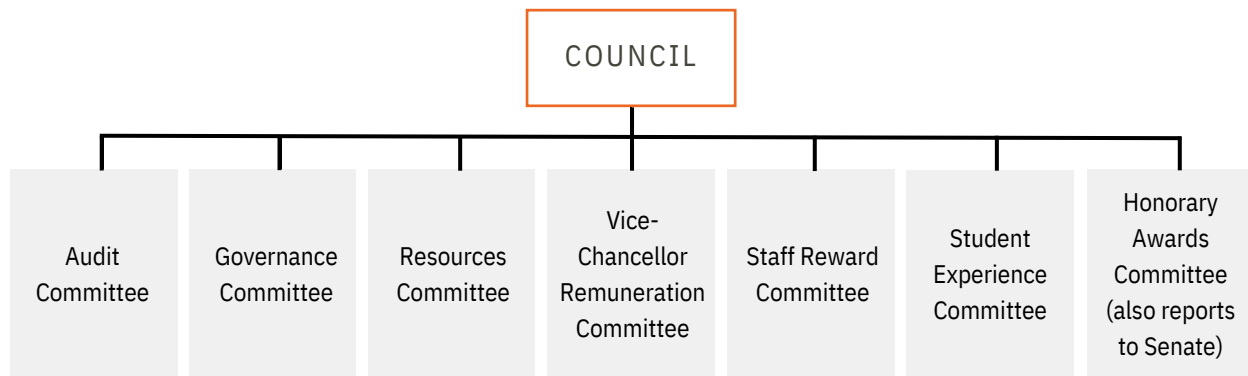 COUNCIL
Audit
Committee
Governance
Committee
Resources
Committee
Vice-
Chancellor
Remuneration
Committee
Staff Reward
Committee
Student
Experience
Committee
Honorary
Awards
Committee
(also reports
to Senate)